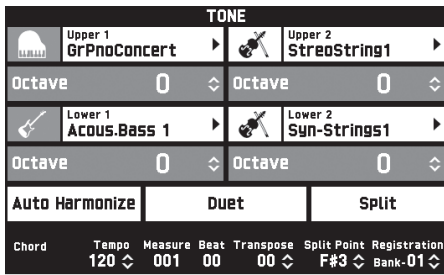 TONE
Upper 1
GrPnoConcert
Upper 2
StreoString1
Octave 0
Octave 0
Lower 1
Acous.Bass 1
Lower 2
Syn-Strings1
Octave 0
Octave 0
Auto Harmonize
Duet
Split
Chord Tempo Measure Beat Transpose Split Point Registration
120 001 00 00 F#3 Bank-01